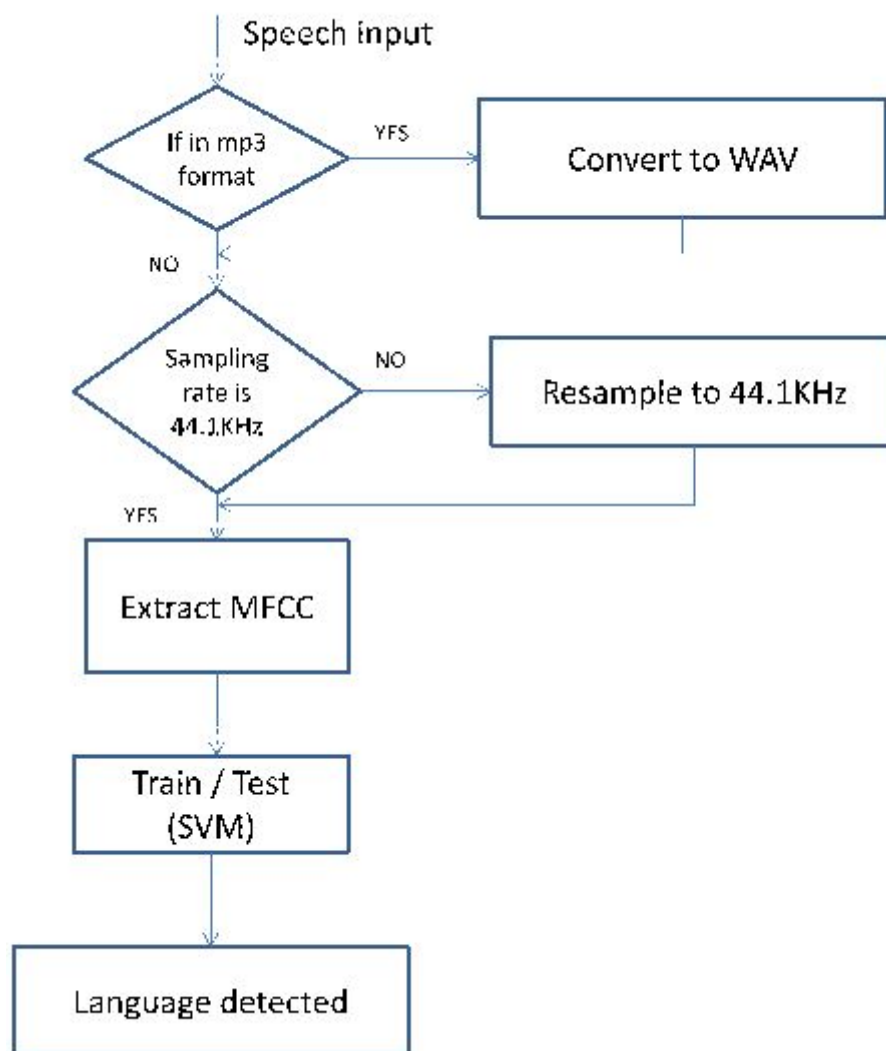 Speech input
If in mp3
format
YES
Convert to WAV
NO
Sampling
rate is
44.1KHz
NO
Resample to 44.1KHz
YES
Extract MFCC
Train / Test
(SVM)
Language detected